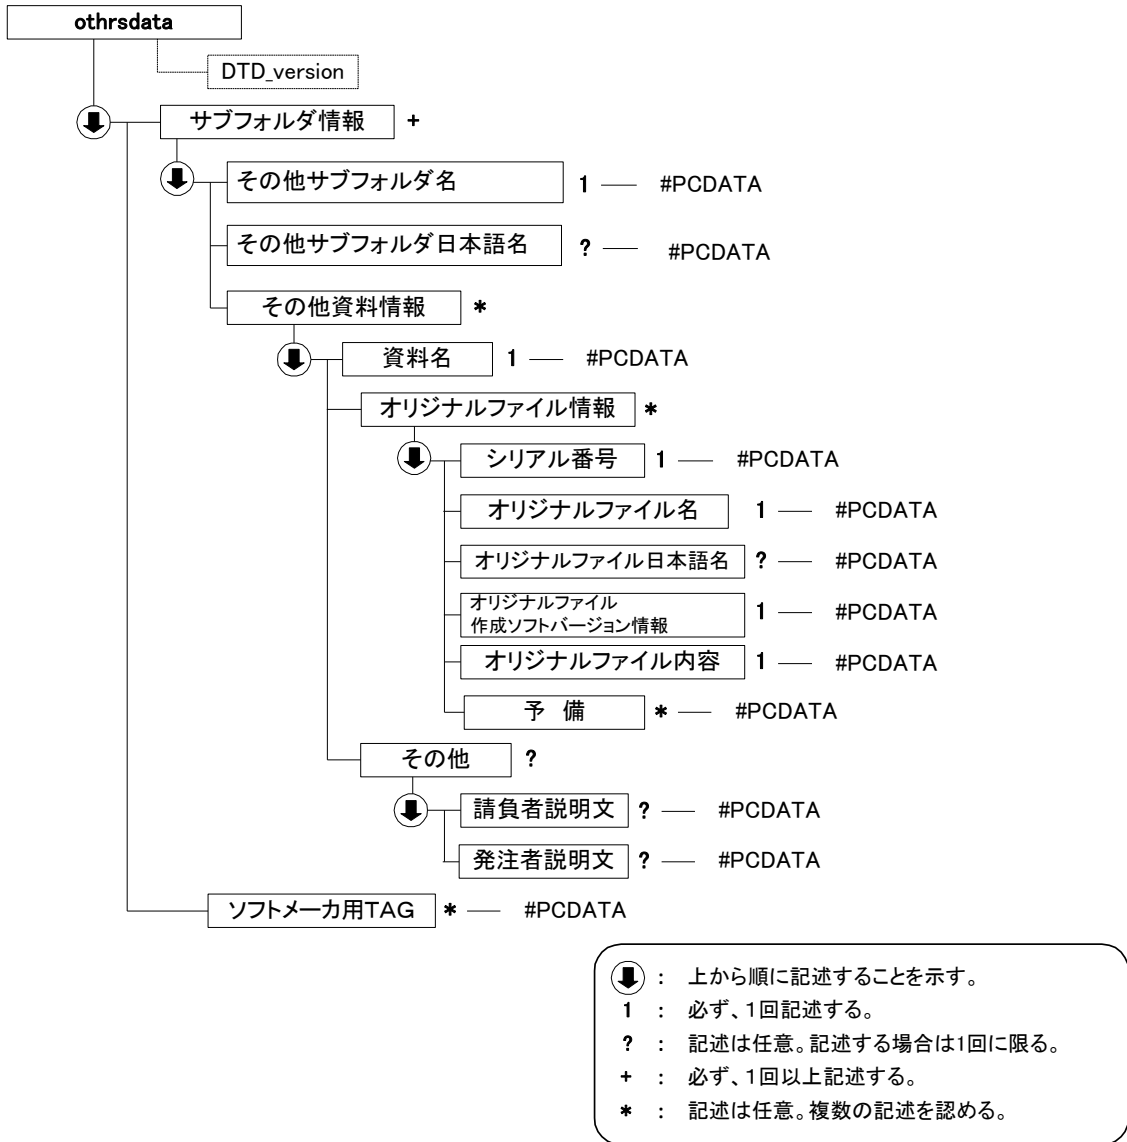 othrsdata
DTD_version
サブフォルダ情報 +
その他サブフォルダ名 1 #PCDATA
その他サブフォルダ日本語名 ? #PCDATA
その他資料情報 *
資料名 1 #PCDATA
オリジナルファイル情報 *
シリアル番号 1 #PCDATA
オリジナルファイル名 1 #PCDATA
オリジナルファイル日本語名 ? #PCDATA
オリジナルファイル
作成ソフトバージョン情報 1 #PCDATA
オリジナルファイル内容 1 #PCDATA
予 備 * #PCDATA
その他 ?
請負者説明文 ? #PCDATA
発注者説明文 ? #PCDATA
ソフトメーカ用TAG * #PCDATA
: 上から順に記述することを示す。
1 : 必ず、1回記述する。
? : 記述は任意。記述する場合は1回に限る。
+ : 必ず、1回以上記述する。
* : 記述は任意。複数の記述を認める。